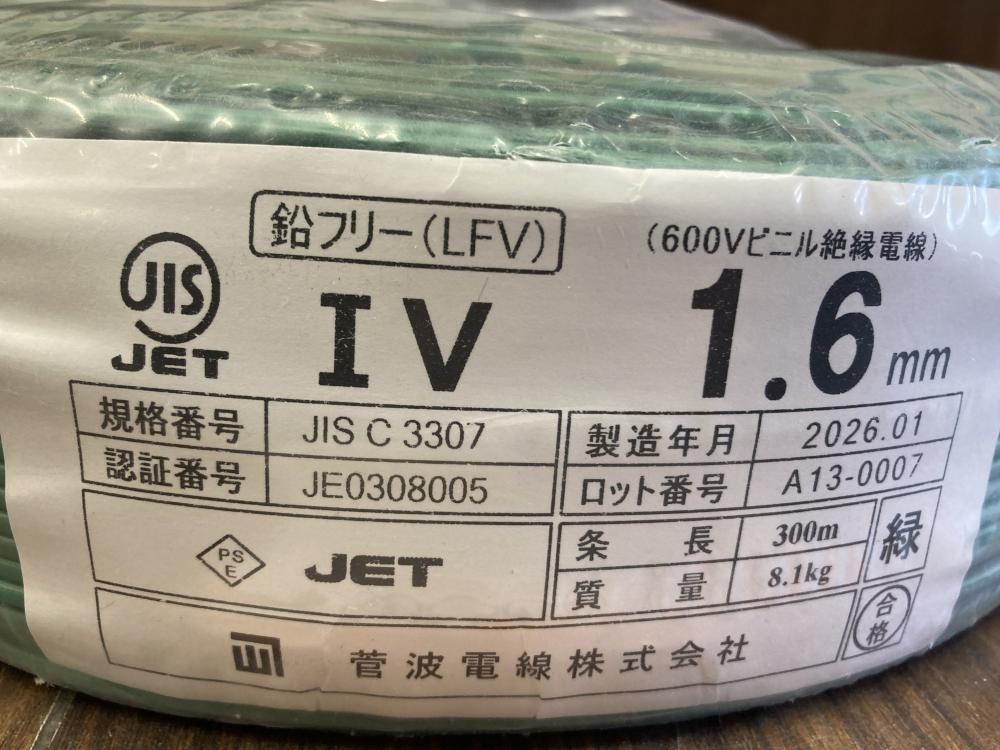 鉛フリー(LFV)
(600Vビニル絶縁電線)
JIS
JET
IV 1.6mm
規格番号 JIS C 3307
認証番号 JE0308005
製造年月 2026.01
ロット番号 A13-0007
PS
E
JET
条長 300m
質量 8.1kg
緑
合格
菅波電線株式会社